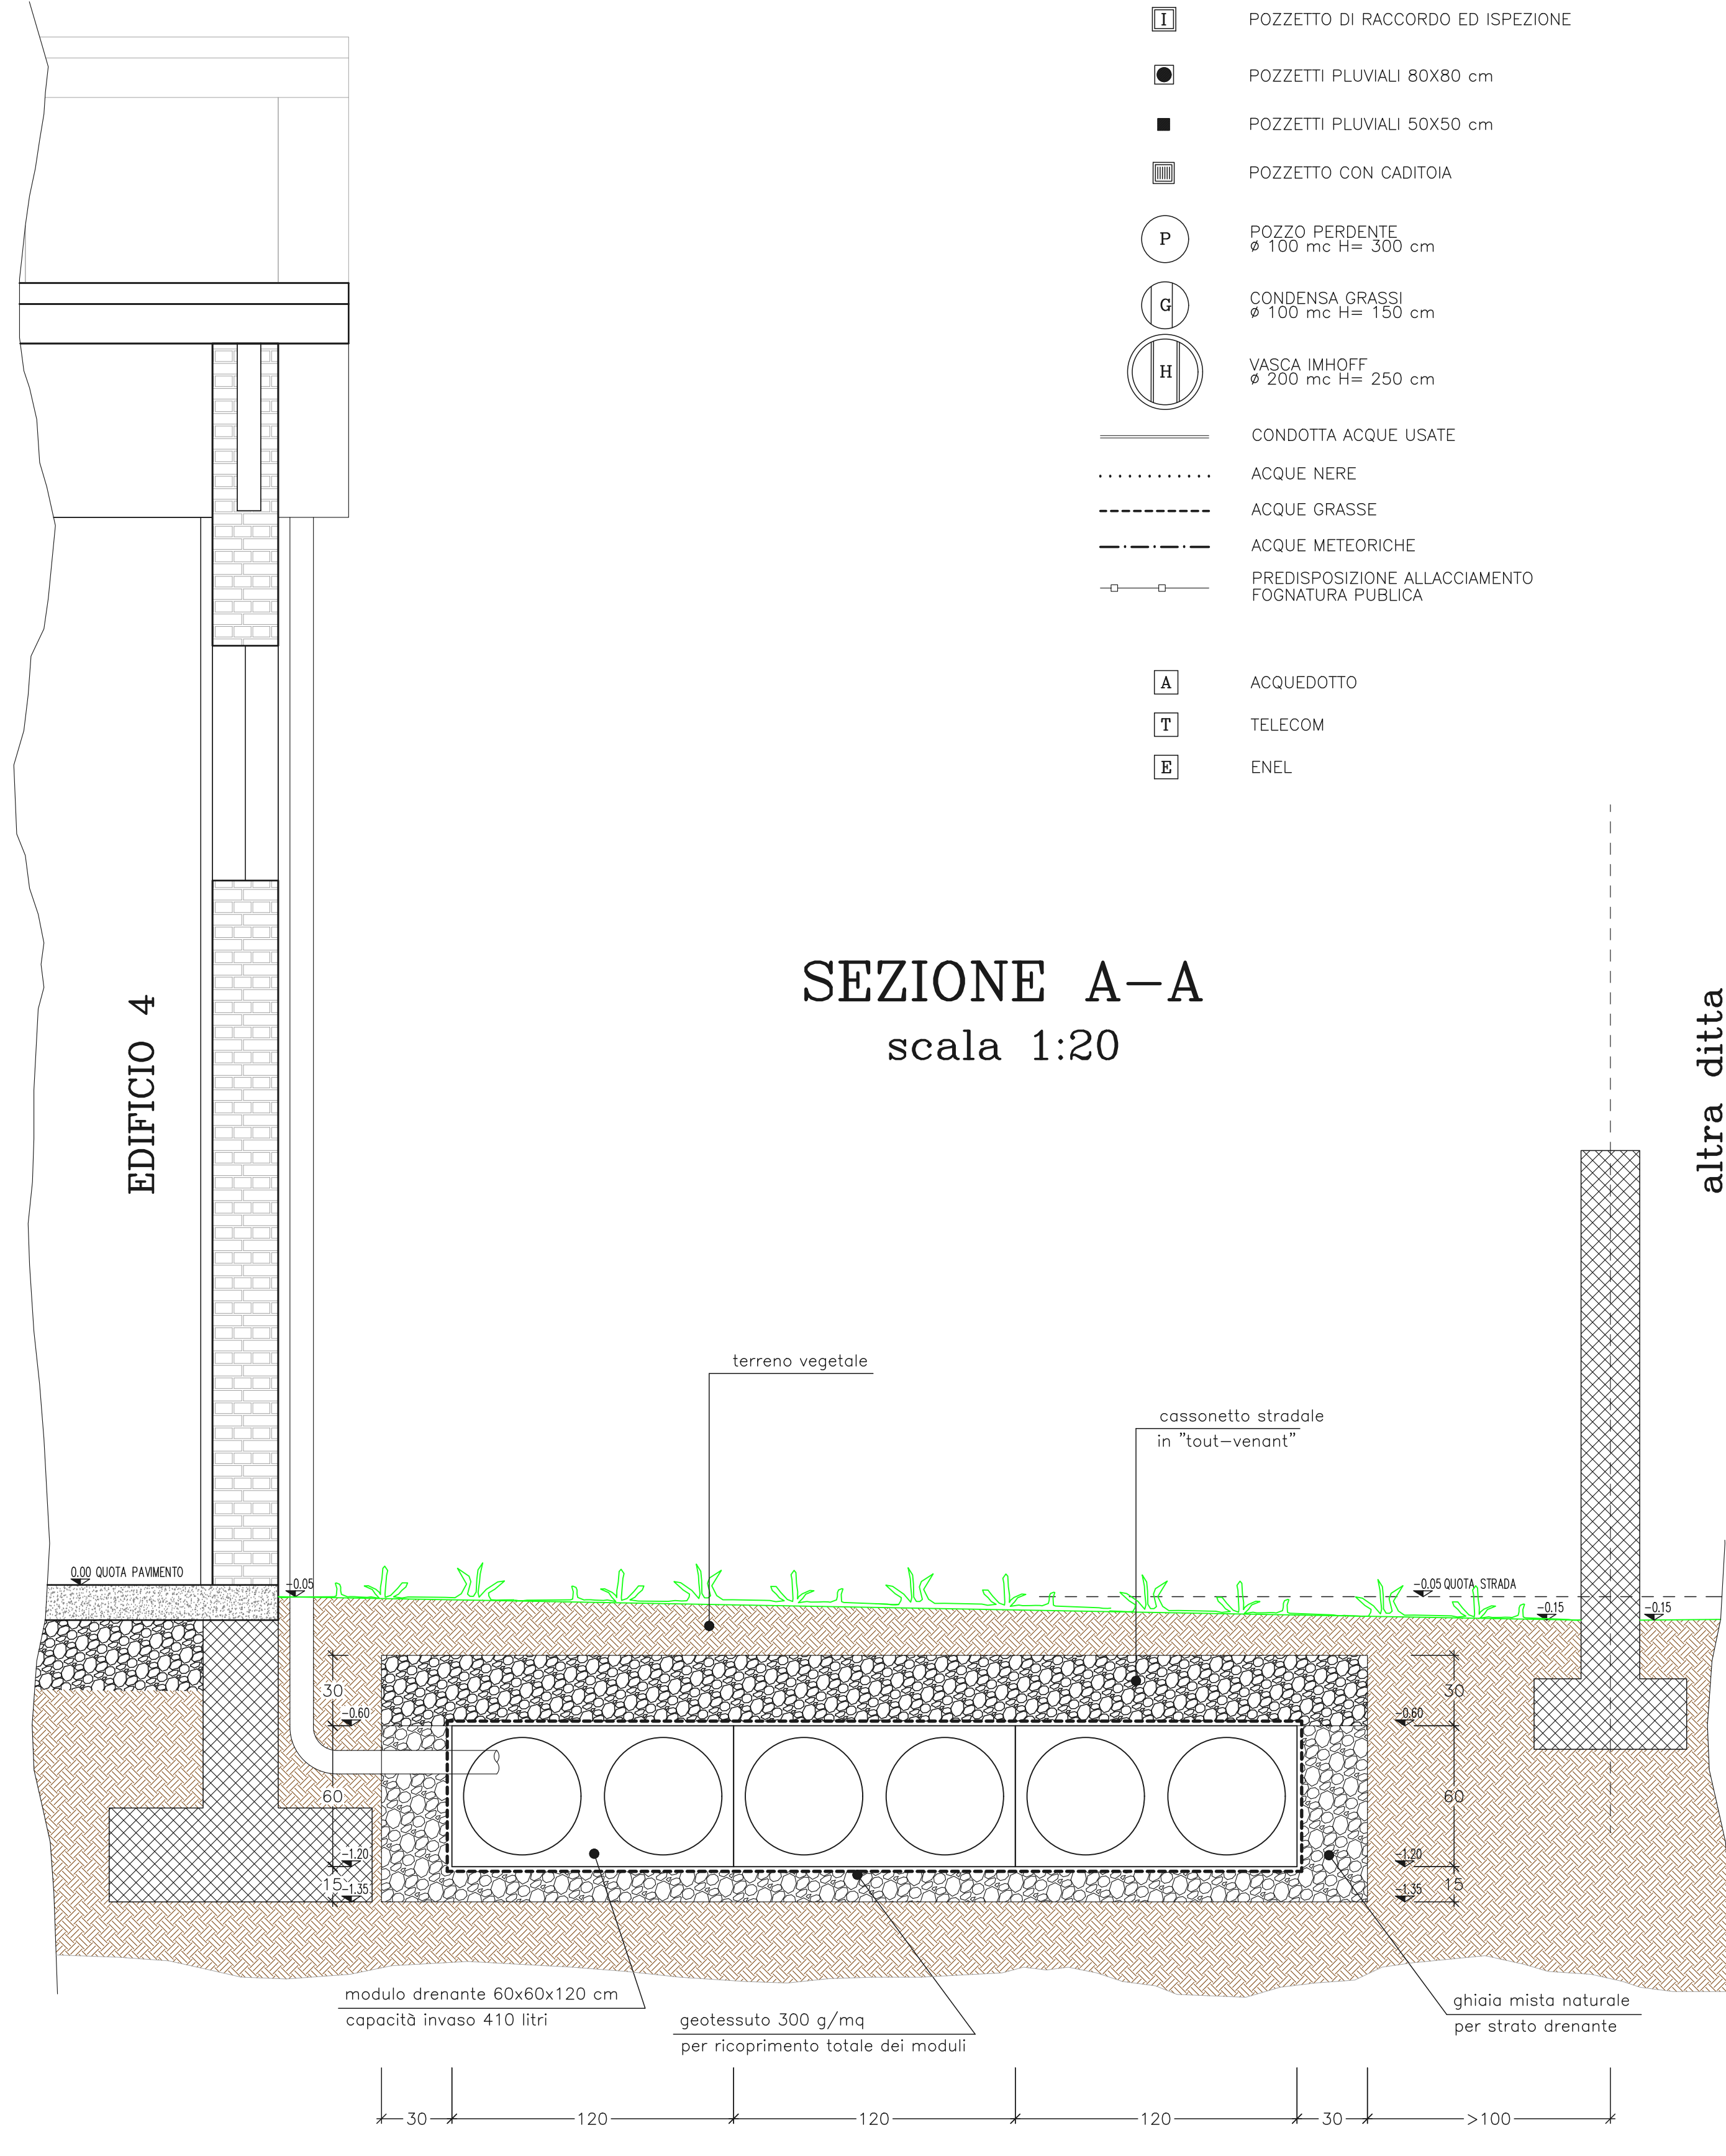 I POZZETTO DI RACCORDO ED ISPEZIONE
POZZETTI PLUVIALI 80X80 cm
POZZETTI PLUVIALI 50X50 cm
POZZETTO CON CADITOIA
P POZZO PERDENTE
ø 100 mc H= 300 cm
G CONDENSA GRASSI
ø 100 mc H= 150 cm
H VASCA IMHOFF
ø 200 mc H= 250 cm
CONDOTTA ACQUE USATE
ACQUE NERE
ACQUE GRASSE
ACQUE METEORICHE
PREDISPOSIZIONE ALLACCIAMENTO
FOGNATURA PUBLICA
A ACQUEDOTTO
T TELECOM
E ENEL
SEZIONE A-A
scala 1:20
EDIFICIO 4
altra ditta
terreno vegetale
cassonetto stradale
in "tout-venant"
0.00 QUOTA PAVIMENTO
-0.05
-0.05 QUOTA STRADA
-0.15
-0.15
30
-0.60
60
-1.20
15
-1.35
30
-0.60
60
-1.20
15
-1.35
modulo drenante 60x60x120 cm
capacità invaso 410 litri
geotessuto 300 g/mq
per ricoprimento totale dei moduli
ghiaia mista naturale
per strato drenante
30 120 120 120 30 >100